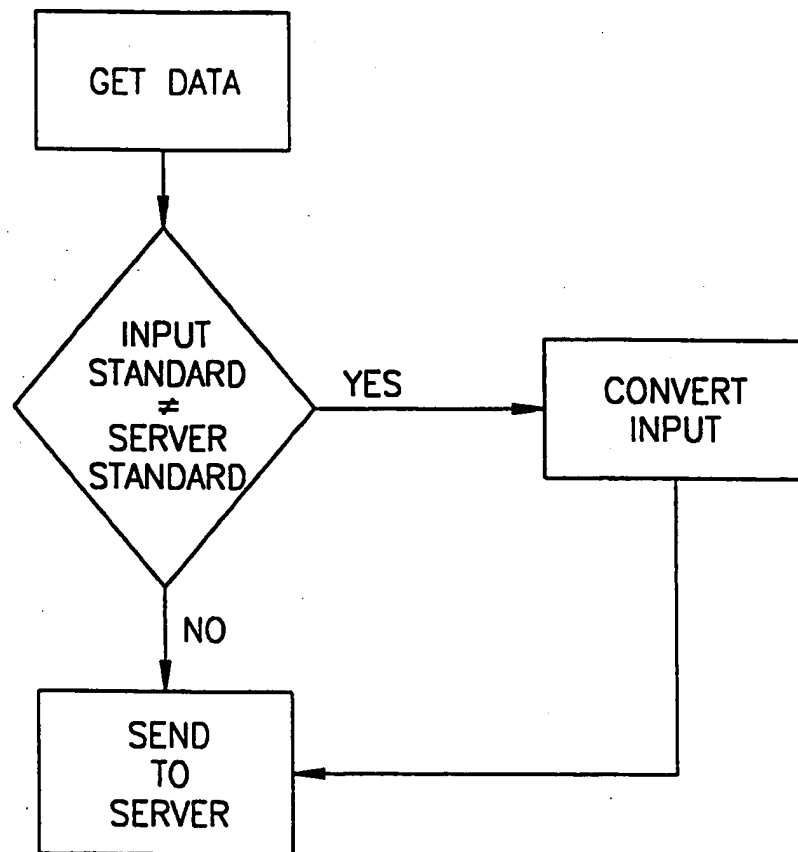 GET DATA
INPUT
STANDARD
≠
SERVER
STANDARD
YES
CONVERT
INPUT
NO
SEND
TO
SERVER